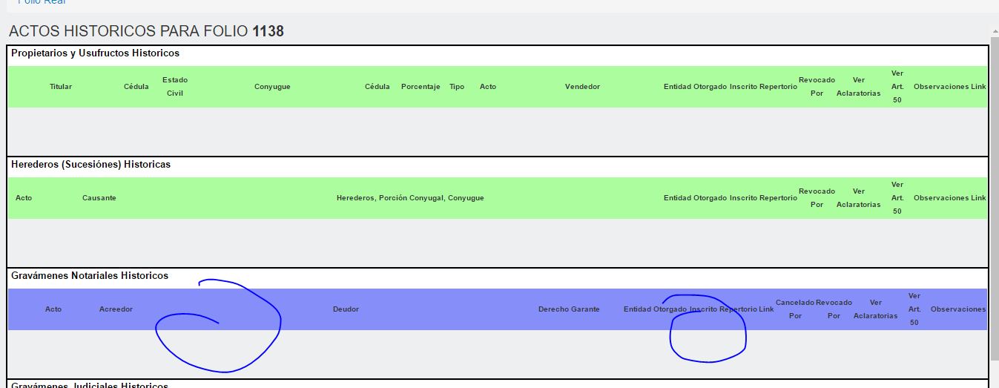 Folio Real
ACTOS HISTORICOS PARA FOLIO 1138
Propietarios y Usufructos Historicos
Titular Cédula Estado Civil Conyugue Cédula Porcentaje Tipo Acto Vendedor Entidad Otorgado Inscrito Repertorio Revocado Por Ver Aclaratorias Ver Art. 50 Observaciones Link
Herederos (Sucesiónes) Historicas
Acto Causante Herederos, Porción Conyugal, Conyugue Entidad Otorgado Inscrito Repertorio Revocado Por Ver Aclaratorias Ver Art. 50 Observaciones Link
Gravámenes Notariales Historicos
Acto Acreedor Deudor Derecho Garante Entidad Otorgado Inscrito Repertorio Link Cancelado Por Revocado Por Ver Aclaratorias Ver Art. 50 Observaciones
Gravámenes Judiciales Historicos